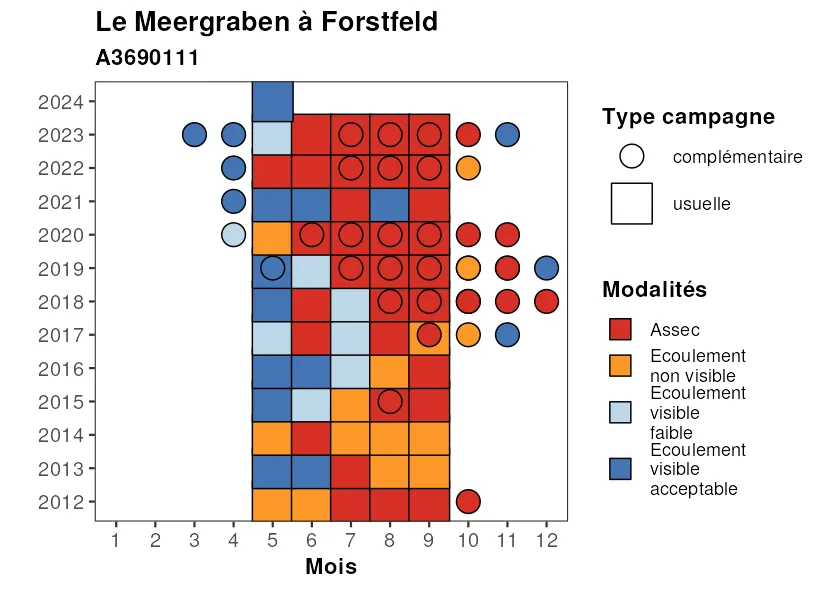 Le Meergraben à Forstfeld
A3690111
2024
2023
2022
2021
2020
2019
2018
2017
2016
2015
2014
2013
2012
1 2 3 4 5 6 7 8 9 10 11 12
Mois
Type campagne
complémentaire
usuelle
Modalités
Assec
Ecoulement
non visible
Ecoulement
visible
faible
Ecoulement
visible
acceptable